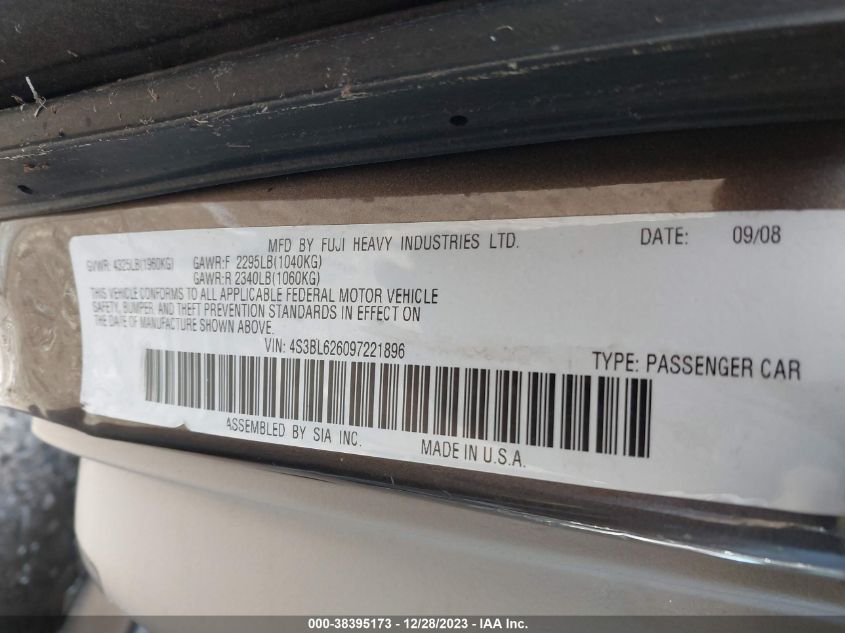 MFD BY FUJI HEAVY INDUSTRIES LTD. DATE: 09/08
GVWR: 4325LB(1960KG) GAWR:F 2295LB(1040KG)
GAWR:R 2340LB(1060KG)
THIS VEHICLE CONFORMS TO ALL APPLICABLE FEDERAL MOTOR VEHICLE
SAFETY, BUMPER, AND THEFT PREVENTION STANDARDS IN EFFECT ON
THE DATE OF MANUFACTURE SHOWN ABOVE.
VIN: 4S3BL626097221896 TYPE: PASSENGER CAR
ASSEMBLED BY SIA INC. MADE IN U.S.A.
000-38395173 - 12/28/2023 - IAA Inc.